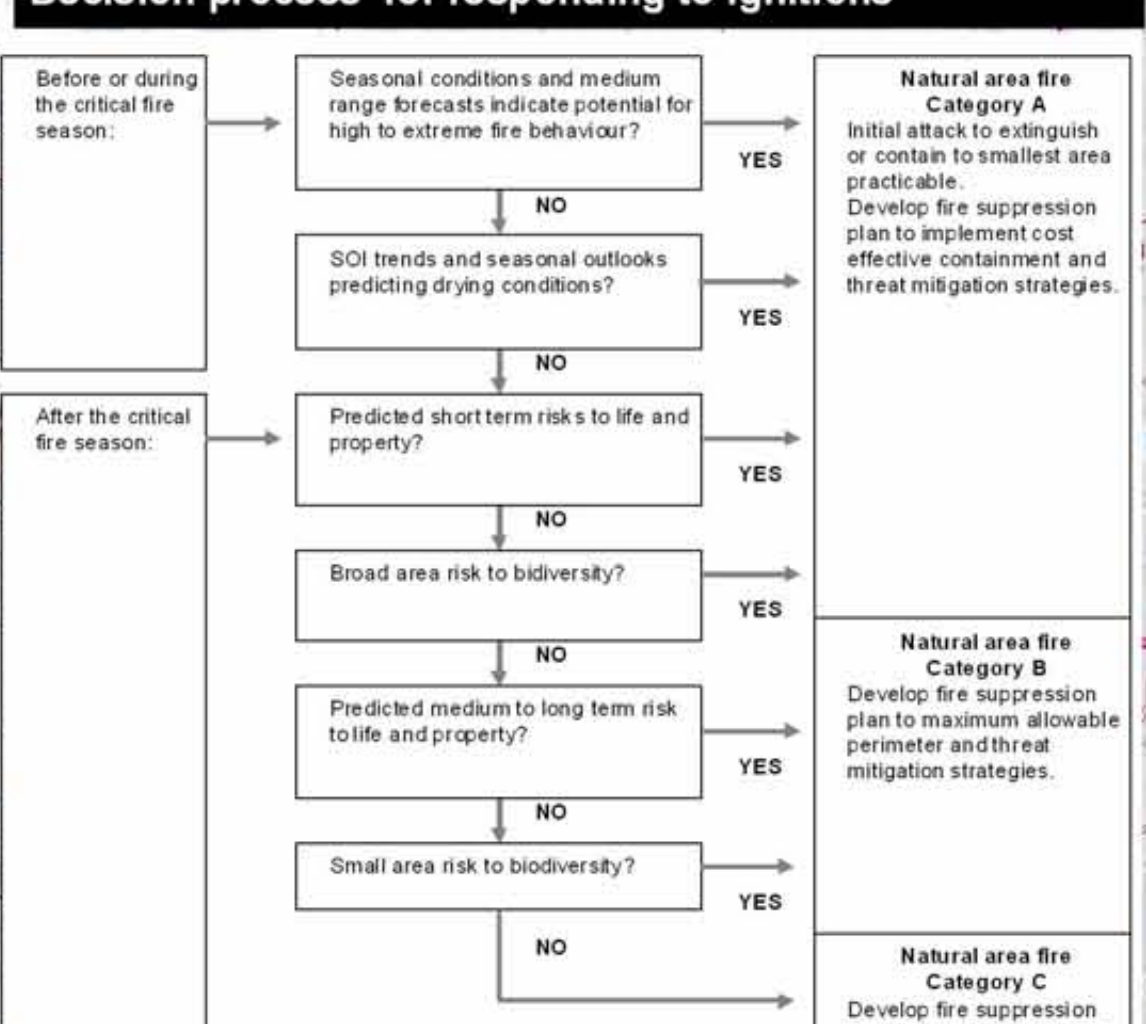 Decision process for responding to ignitions
Before or during
the critical fire
season:
Seasonal conditions and medium
range forecasts indicate potential for
high to extreme fire behaviour?
YES
NO
SOI trends and seasonal outlooks
predicting drying conditions?
YES
NO
After the critical
fire season:
Predicted short term risks to life and
property?
YES
NO
Broad area risk to bidiversity?
YES
NO
Predicted medium to long term risk
to life and property?
YES
NO
Small area risk to biodiversity?
YES
NO
Natural area fire
Category A
Initial attack to extinguish
or contain to smallest area
practicable.
Develop fire suppression
plan to implement cost
effective containment and
threat mitigation strategies.
Natural area fire
Category B
Develop fire suppression
plan to maximum allowable
perimeter and threat
mitigation strategies.
Natural area fire
Category C
Develop fire suppression